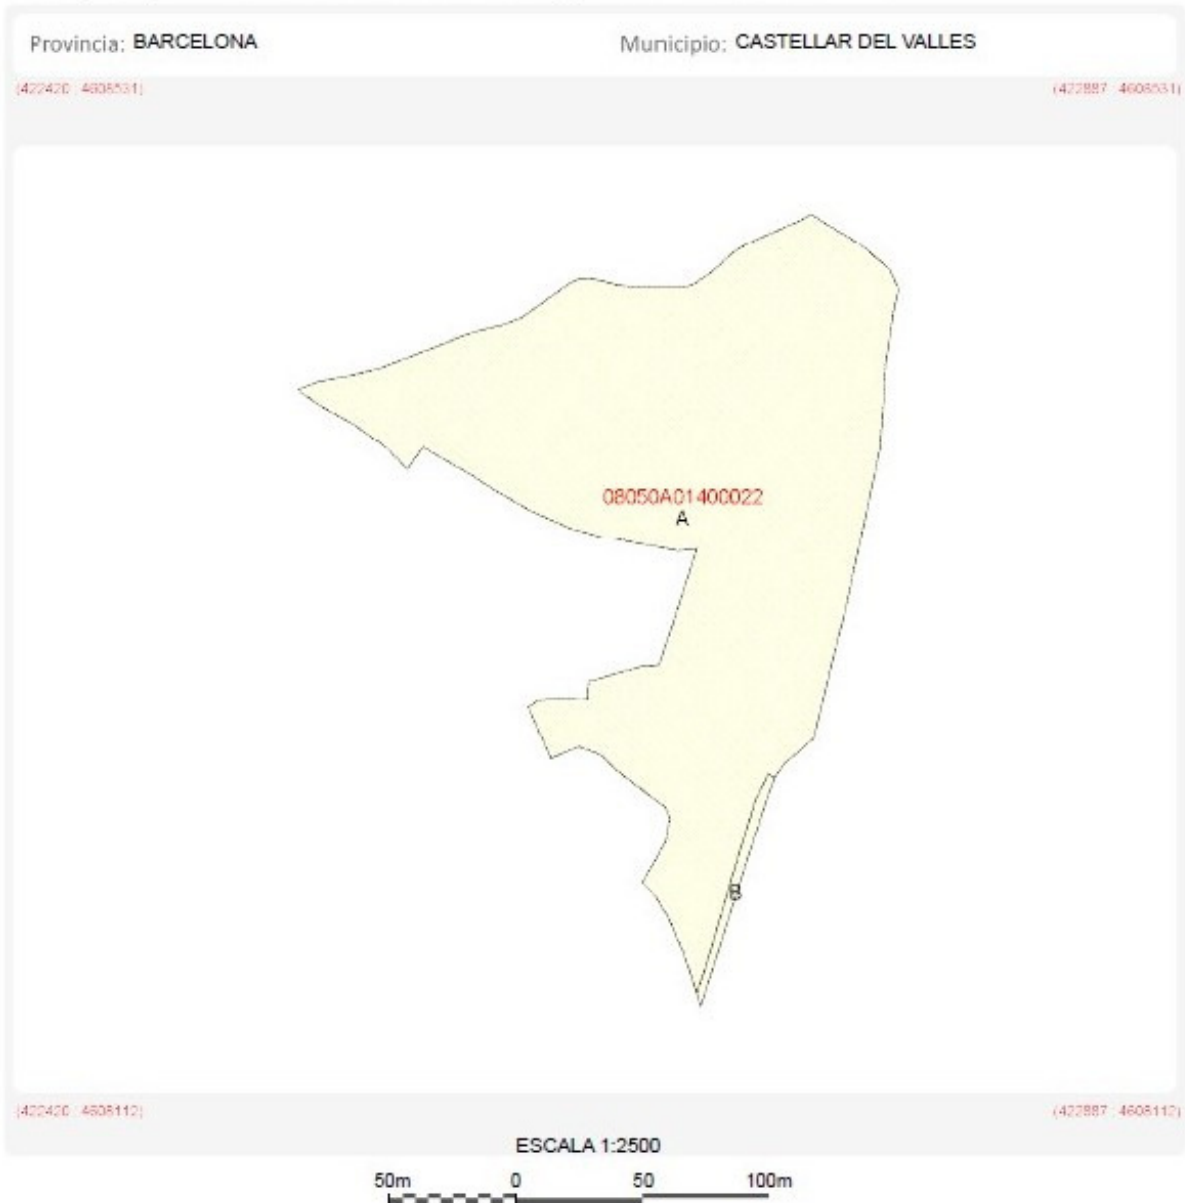 Provincia: BARCELONA Municipio: CASTELLAR DEL VALLES
(422420 : 4608531) (422887 : 4608531)
08050A01400022
A
B
(422420 : 4608112) (422887 : 4608112)
ESCALA 1:2500
50m 0 50 100m